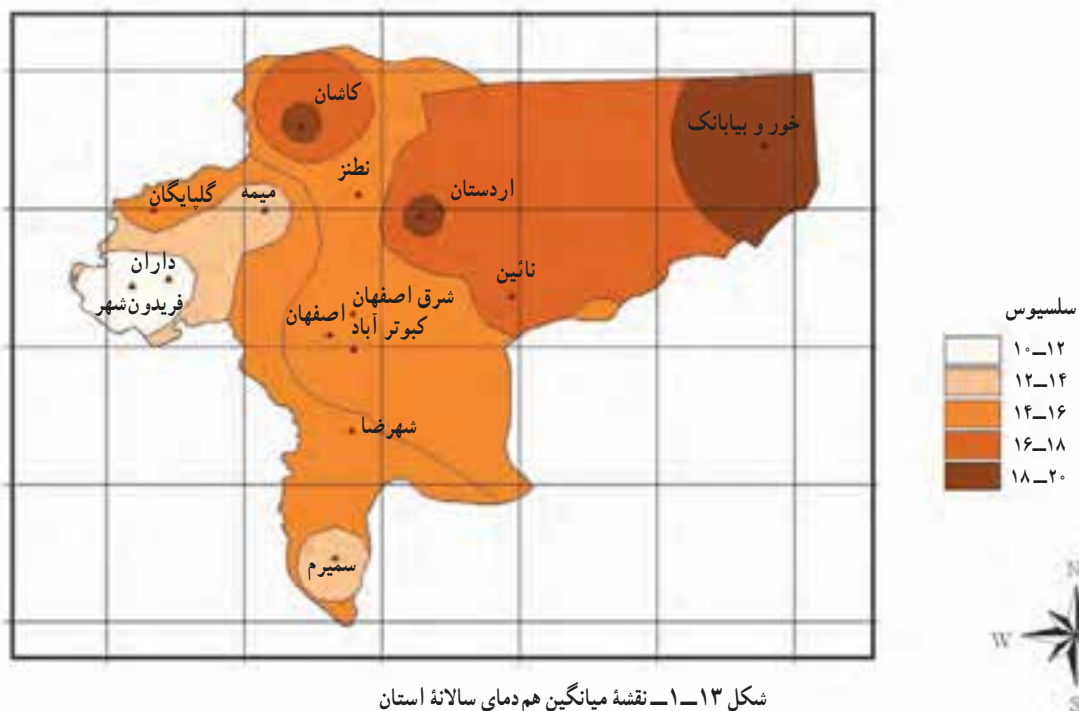 کاشان
خور و بیابانک
نطنز
اردستان
گلپایگان
میمه
داران
فریدون‌شهر
نائین
شرق اصفهان
اصفهان
کبوتر آباد
شهرضا
سمیرم
سلسیوس
۱۰ــ۱۲
۱۲ــ۱۴
۱۴ــ۱۶
۱۶ــ۱۸
۱۸ــ۲۰
N
W
S
شکل ۱۳ــ۱ــ نقشهٔ میانگین هم‌دمای سالانهٔ استان